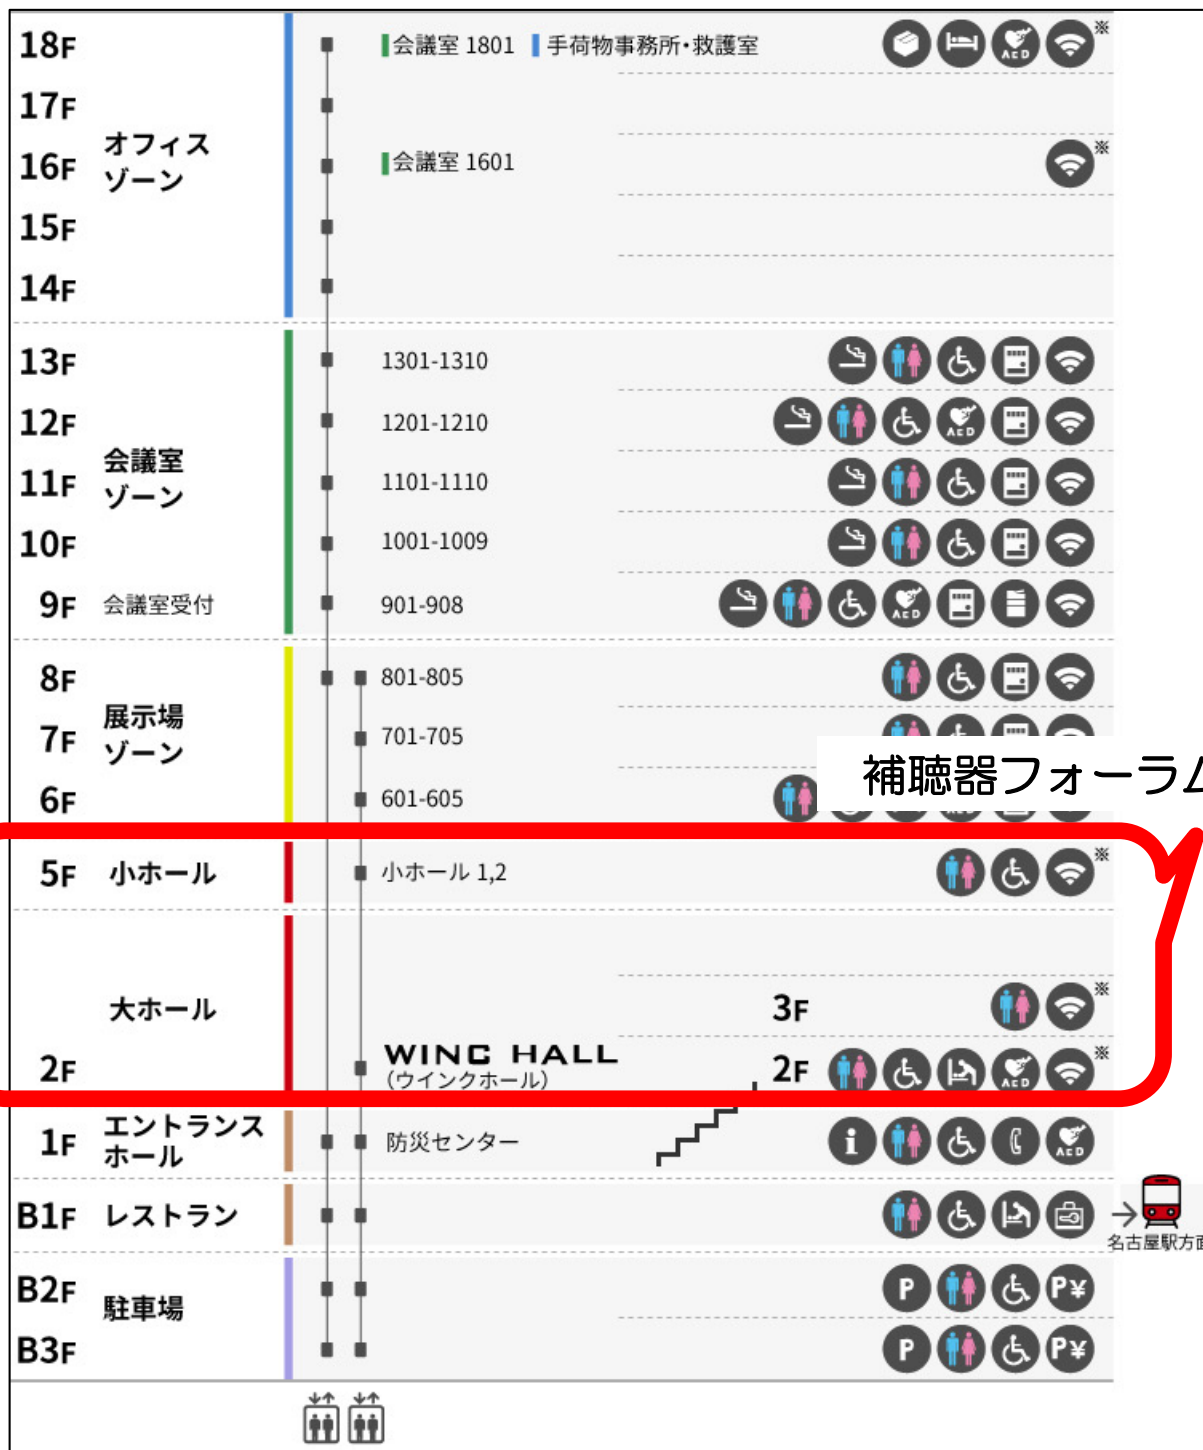 18F 会議室 1801 手荷物事務所・救護室 AED ※
17F
オフィス
ゾーン
16F 会議室 1601 ※
15F
14F
13F 1301-1310
12F 1201-1210 AED
会議室
ゾーン
11F 1101-1110
10F 1001-1009
9F 会議室受付 901-908 AED
8F 801-805
展示場
ゾーン
7F 701-705
補聴器フォーラム
6F 601-605
5F 小ホール 小ホール 1,2 ※
大ホール 3F ※
2F WINC HALL 2F AED ※
(ウインクホール)
1F エントランス
ホール 防災センター i AED
B1F レストラン
名古屋駅方面
B2F P P¥
駐車場
B3F P P¥